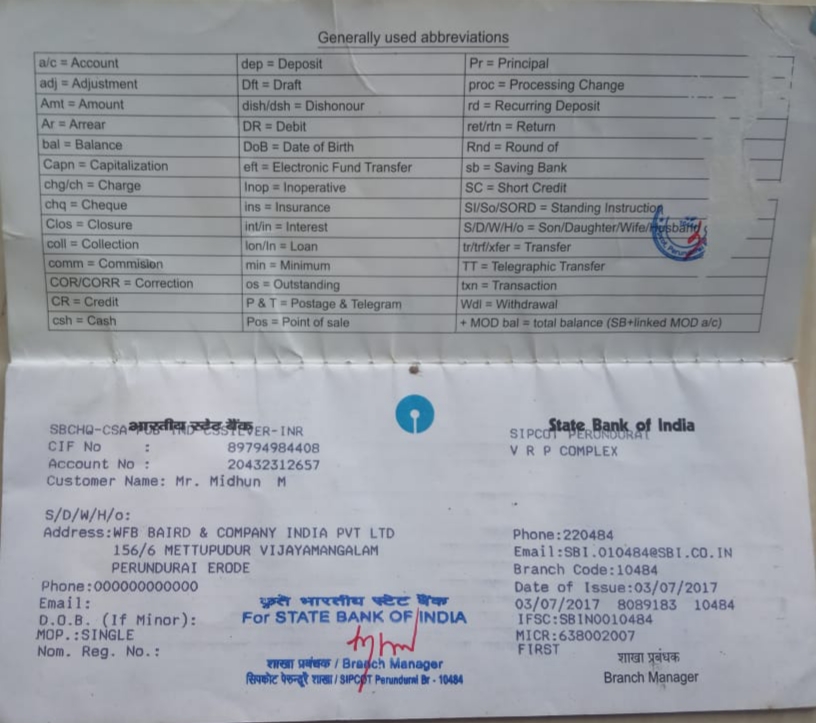 Generally used abbreviations
a/c = Account dep = Deposit Pr = Principal
adj = Adjustment Dft = Draft proc = Processing Change
Amt = Amount dish/dsh = Dishonour rd = Recurring Deposit
Ar = Arrear DR = Debit ret/rtn = Return
bal = Balance DoB = Date of Birth Rnd = Round of
Capn = Capitalization eft = Electronic Fund Transfer sb = Saving Bank
chg/ch = Charge Inop = Inoperative SC = Short Credit
chq = Cheque ins = Insurance SI/So/SORD = Standing Instruction
Clos = Closure int/in = Interest S/D/W/H/o = Son/Daughter/Wife/Husband
coll = Collection lon/ln = Loan tr/trf/xfer = Transfer
comm = Commision min = Minimum TT = Telegraphic Transfer
COR/CORR = Correction os = Outstanding txn = Transaction
CR = Credit P & T = Postage & Telegram Wdl = Withdrawal
csh = Cash Pos = Point of sale + MOD bal = total balance (SB+linked MOD a/c)
भारतीय स्टेट बैंक State Bank of India
SBCHQ-CSA-PUB-IND-CSSILVER-INR SIPCOT PERUNDURAI
CIF No : 89794984408 V R P COMPLEX
Account No : 20432312657
Customer Name: Mr. Midhun M
S/D/W/H/o:
Address:WFB BAIRD & COMPANY INDIA PVT LTD Phone:220484
156/6 METTUPUDUR VIJAYAMANGALAM Email:SBI.010484@SBI.CO.IN
PERUNDURAI ERODE Branch Code:10484
Phone:000000000000 Date of Issue:03/07/2017
Email: 03/07/2017 8089183 10484
D.O.B. (If Minor): IFSC:SBIN0010484
MOP.:SINGLE MICR:638002007
Nom. Reg. No.: FIRST
कृते भारतीय स्टेट बैंक
For STATE BANK OF INDIA
शाखा प्रबंधक / Branch Manager
सिपकोट पेरुन्दुरै शाखा / SIPCOT Perundurai Br - 10484
शाखा प्रबंधक
Branch Manager